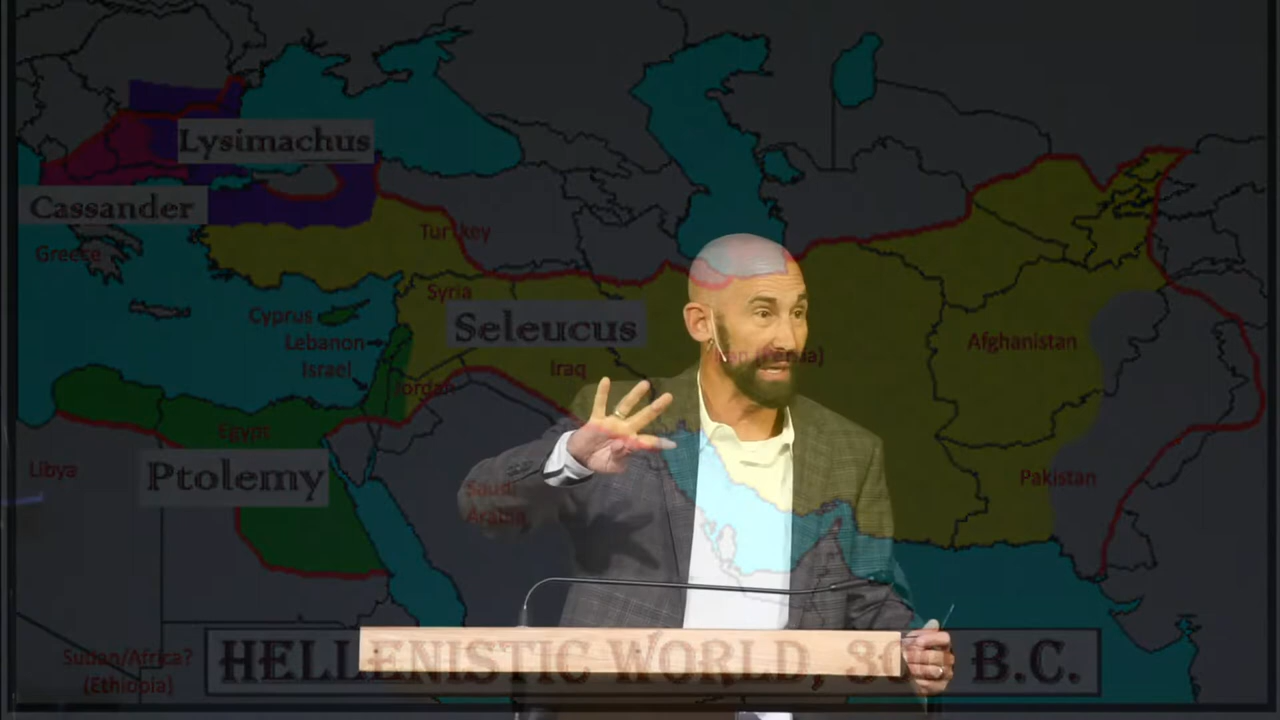 Lysimachus
Cassander
Greece
Turkey
Syria
Cyprus
Seleucus
Lebanon
Israel
Iraq
Afghanistan
Jordan
Egypt
Libya
Ptolemy
Pakistan
Saudi
Arabia
Sudan/Africa?
(Ethiopia)
HELLENISTIC WORLD, B.C.